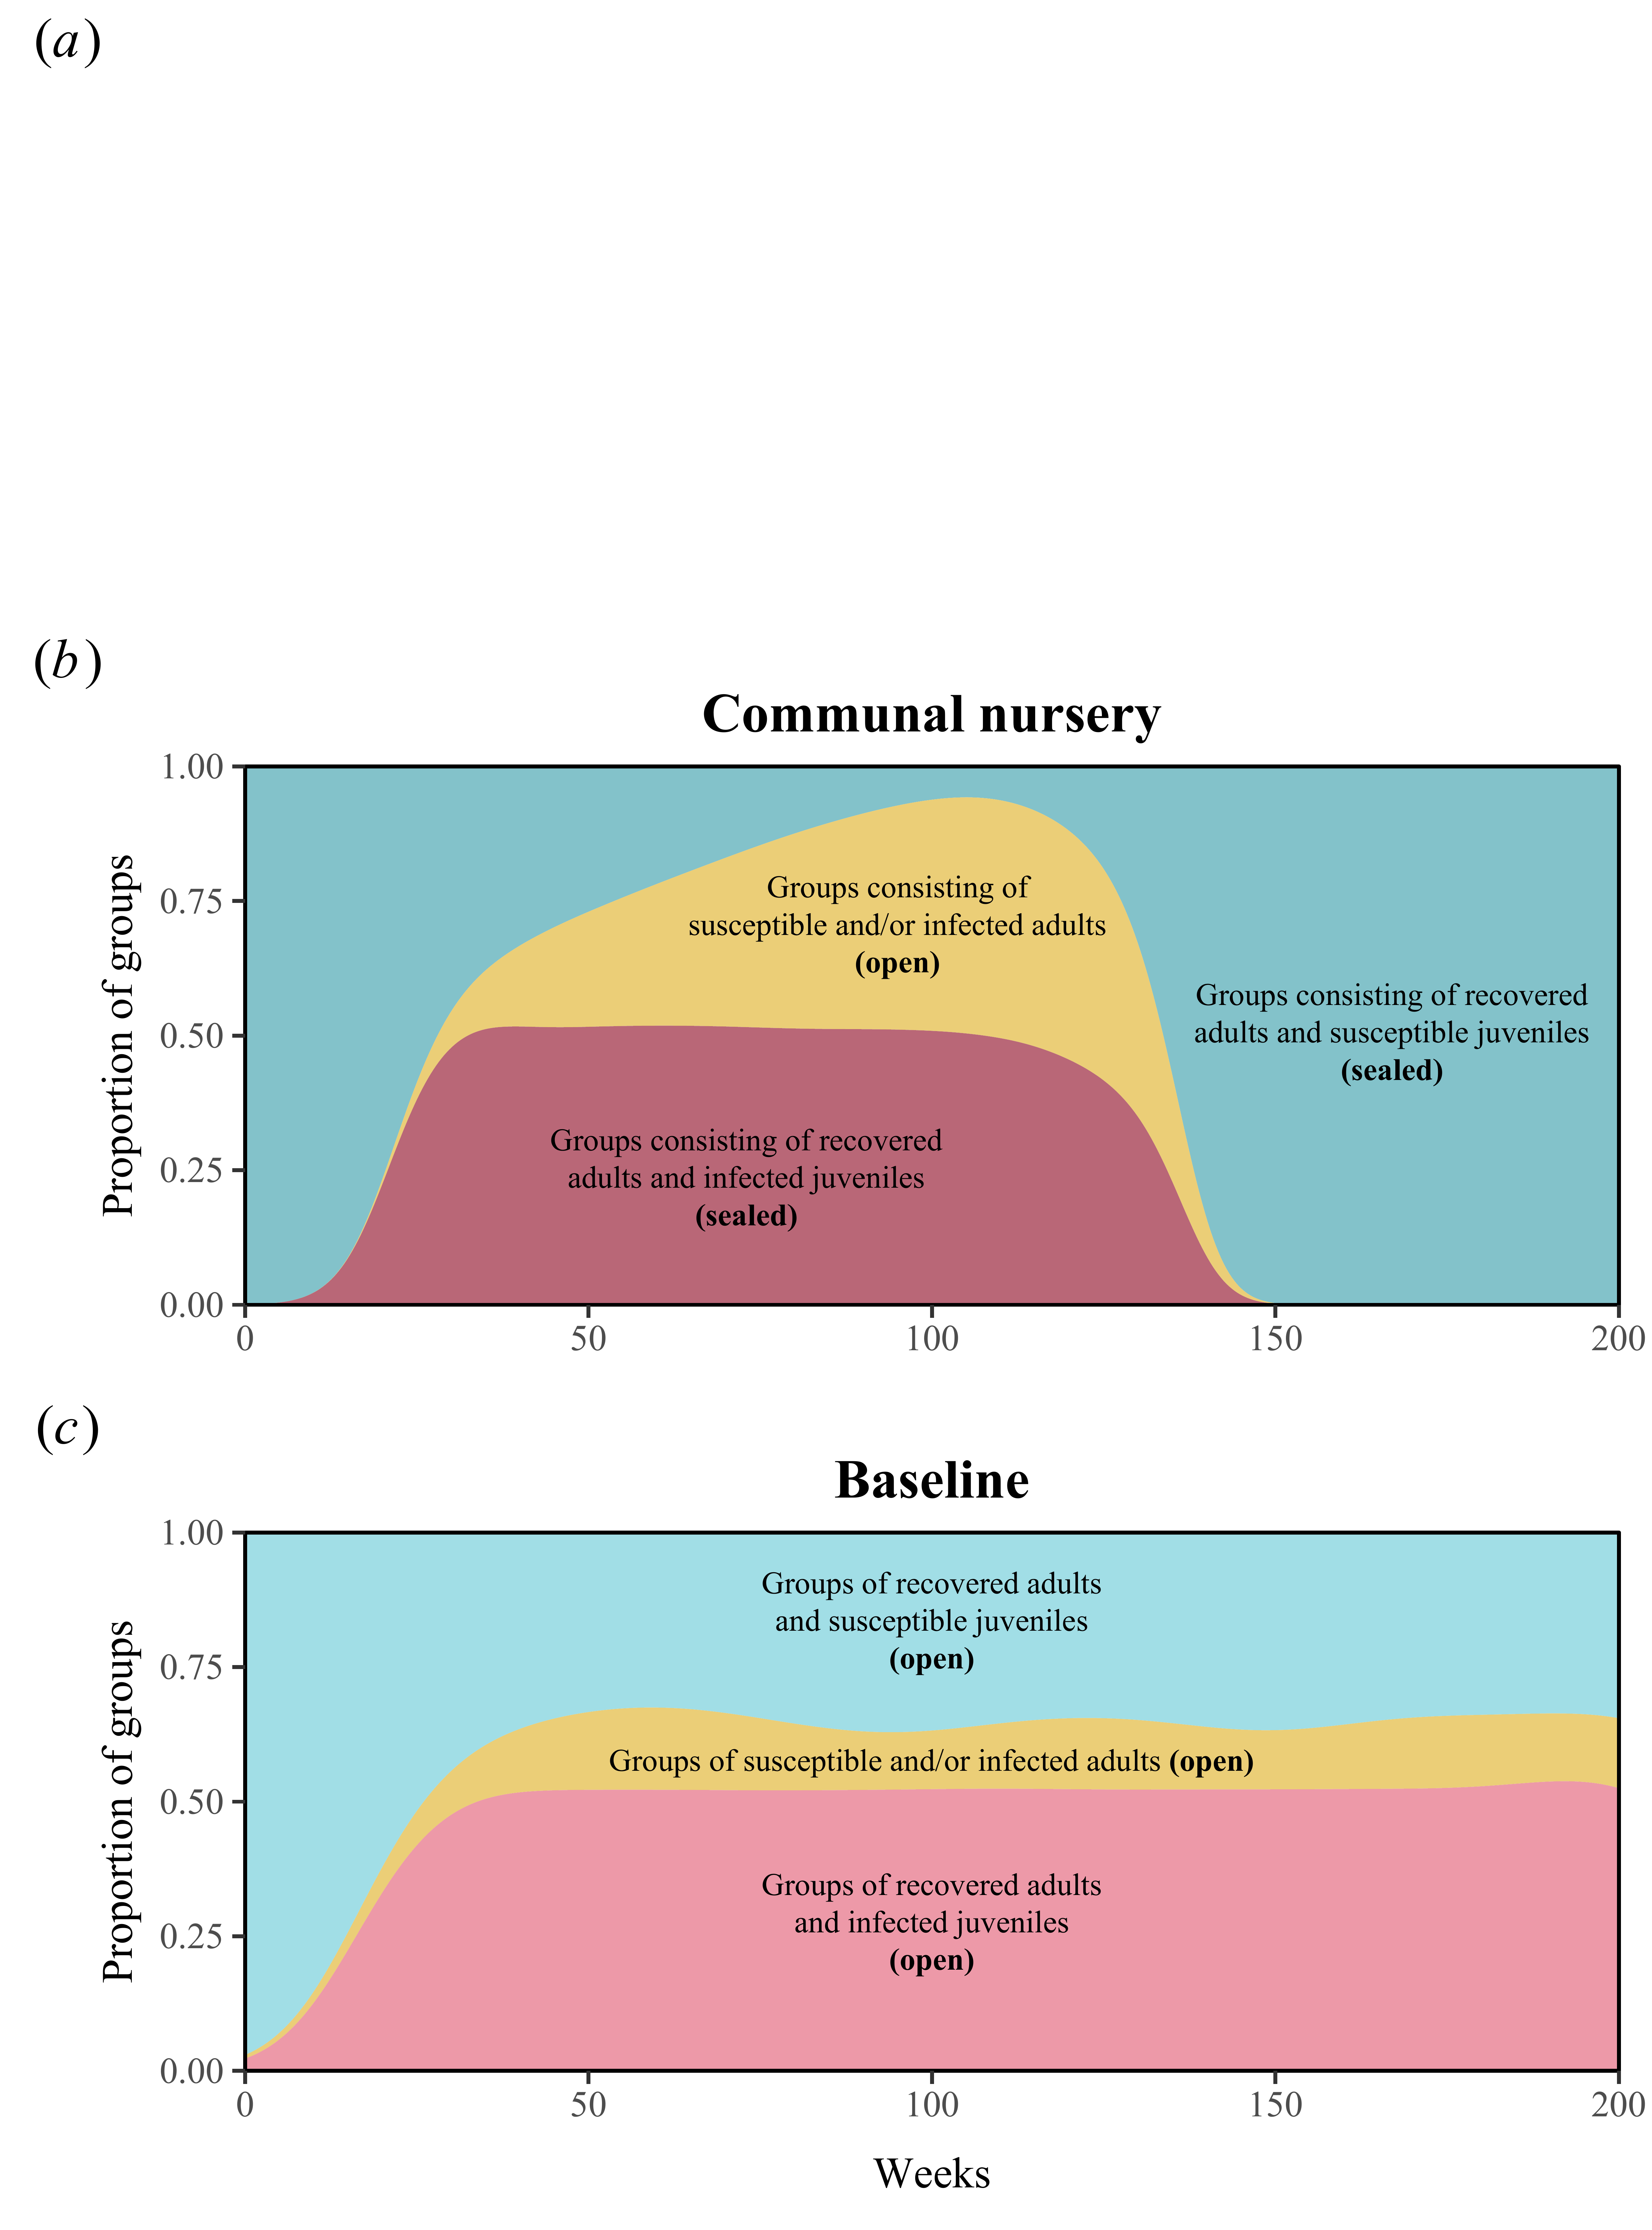 (a)
(b)
Communal nursery
Proportion of groups
1.00
0.75
0.50
0.25
0.00
Groups consisting of
susceptible and/or infected adults
(open)
Groups consisting of recovered
adults and susceptible juveniles
(sealed)
Groups consisting of recovered
adults and infected juveniles
(sealed)
0 50 100 150 200
(c)
Baseline
Proportion of groups
1.00
0.75
0.50
0.25
0.00
Groups of recovered adults
and susceptible juveniles
(open)
Groups of susceptible and/or infected adults (open)
Groups of recovered adults
and infected juveniles
(open)
0 50 100 150 200
Weeks